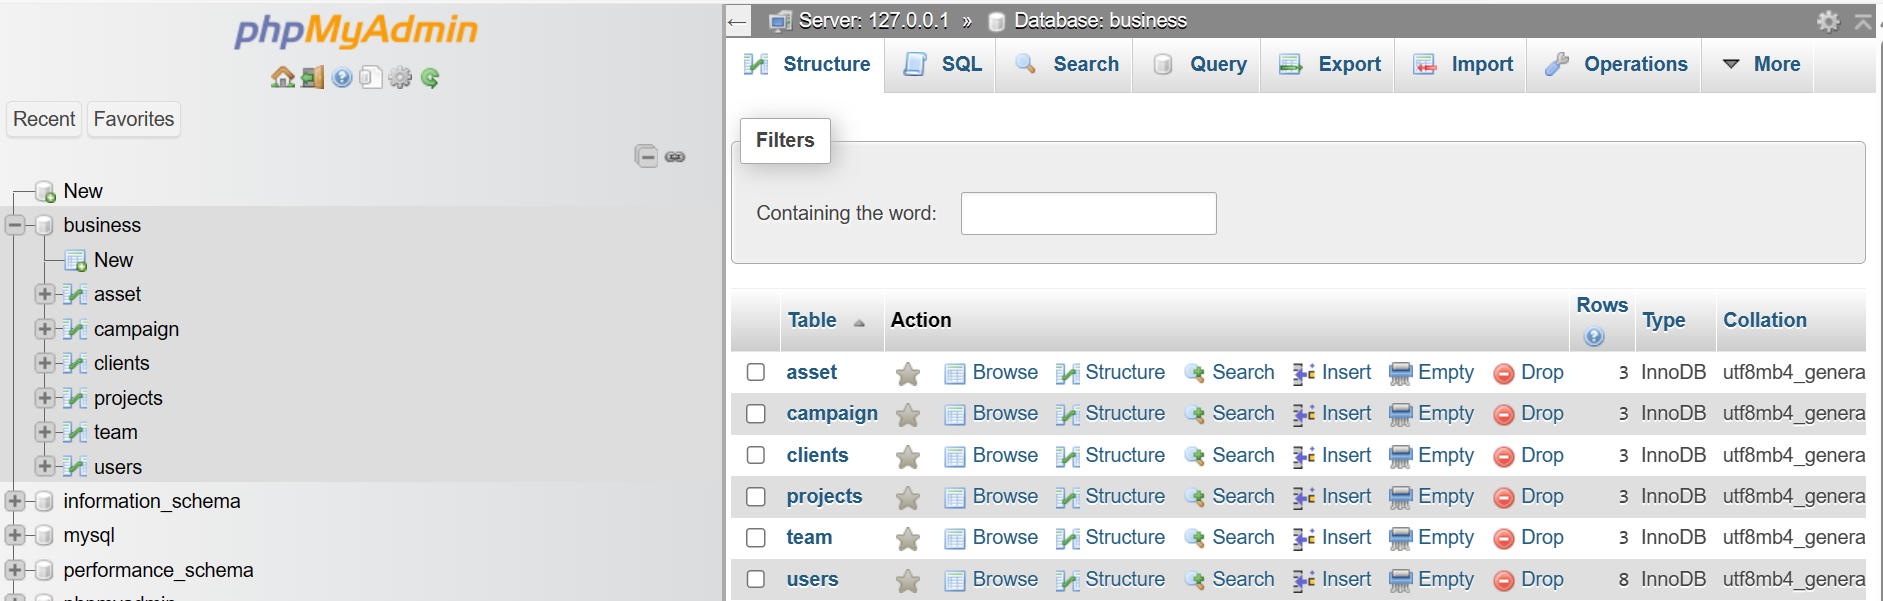 phpMyAdmin
Recent Favorites
New
business
New
asset
campaign
clients
projects
team
users
information_schema
mysql
performance_schema
phpmyadmin
Server: 127.0.0.1 » Database: business
Structure SQL Search Query Export Import Operations More
Filters
Containing the word:
Table Action Rows Type Collation
asset Browse Structure Search Insert Empty Drop 3 InnoDB utf8mb4_genera
campaign Browse Structure Search Insert Empty Drop 3 InnoDB utf8mb4_genera
clients Browse Structure Search Insert Empty Drop 3 InnoDB utf8mb4_genera
projects Browse Structure Search Insert Empty Drop 3 InnoDB utf8mb4_genera
team Browse Structure Search Insert Empty Drop 3 InnoDB utf8mb4_genera
users Browse Structure Search Insert Empty Drop 8 InnoDB utf8mb4_genera